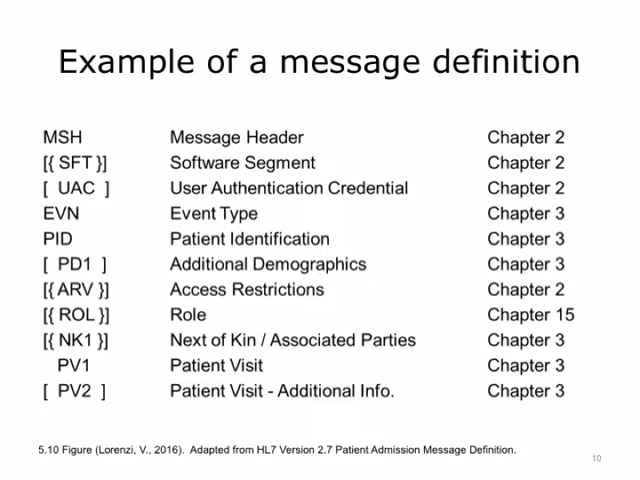 Example of a message definition
MSH Message Header Chapter 2
[{ SFT }] Software Segment Chapter 2
[ UAC ] User Authentication Credential Chapter 2
EVN Event Type Chapter 3
PID Patient Identification Chapter 3
[ PD1 ] Additional Demographics Chapter 3
[{ ARV }] Access Restrictions Chapter 2
[{ ROL }] Role Chapter 15
[{ NK1 }] Next of Kin / Associated Parties Chapter 3
PV1 Patient Visit Chapter 3
[ PV2 ] Patient Visit - Additional Info. Chapter 3
5.10 Figure (Lorenzi, V., 2016). Adapted from HL7 Version 2.7 Patient Admission Message Definition.
10